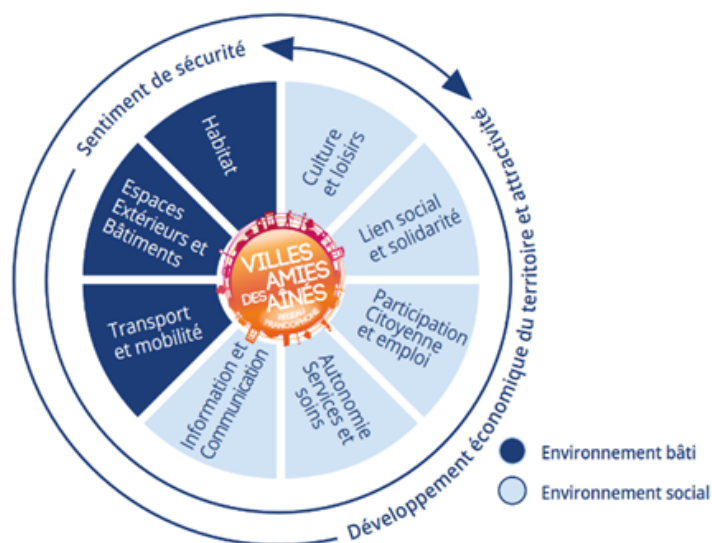 Sentiment de sécurité
Développement économique du territoire et attractivité
Habitat
Culture
et loisirs
Lien social
et solidarité
Participation
Citoyenne
et emploi
Autonomie
Services et
soins
Information et
Communication
Transport
et mobilité
Espaces
Extérieurs et
Bâtiments
VILLES
AMIES
DES AÎNÉS
RÉSEAU
FRANCOPHONE
Environnement bâti
Environnement social